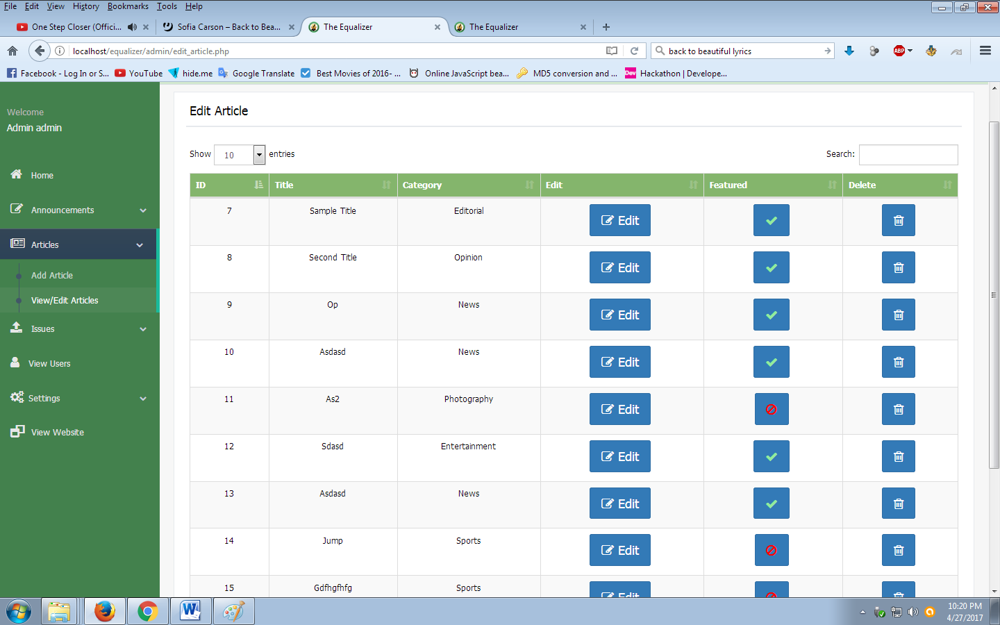 File Edit View History Bookmarks Tools Help
One Step Closer (Offici...
Sofia Carson – Back to Bea...
The Equalizer
The Equalizer
localhost/equalizer/admin/edit_article.php
back to beautiful lyrics
ABP
Facebook - Log In or S...
YouTube
hide.me
Google Translate
Best Movies of 2016- ...
Online JavaScript bea...
MD5 conversion and ...
Dev
Hackathon | Develope...
Welcome
Admin admin
Home
Announcements
Articles
Add Article
View/Edit Articles
Issues
View Users
Settings
View Website
Edit Article
Show 10 entries
Search:
ID Title Category Edit Featured Delete
7 Sample Title Editorial Edit
8 Second Title Opinion Edit
9 Op News Edit
10 Asdasd News Edit
11 As2 Photography Edit
12 Sdasd Entertainment Edit
13 Asdasd News Edit
14 Jump Sports Edit
15 Gdfhgfhfg Sports Edit
10:20 PM
4/27/2017